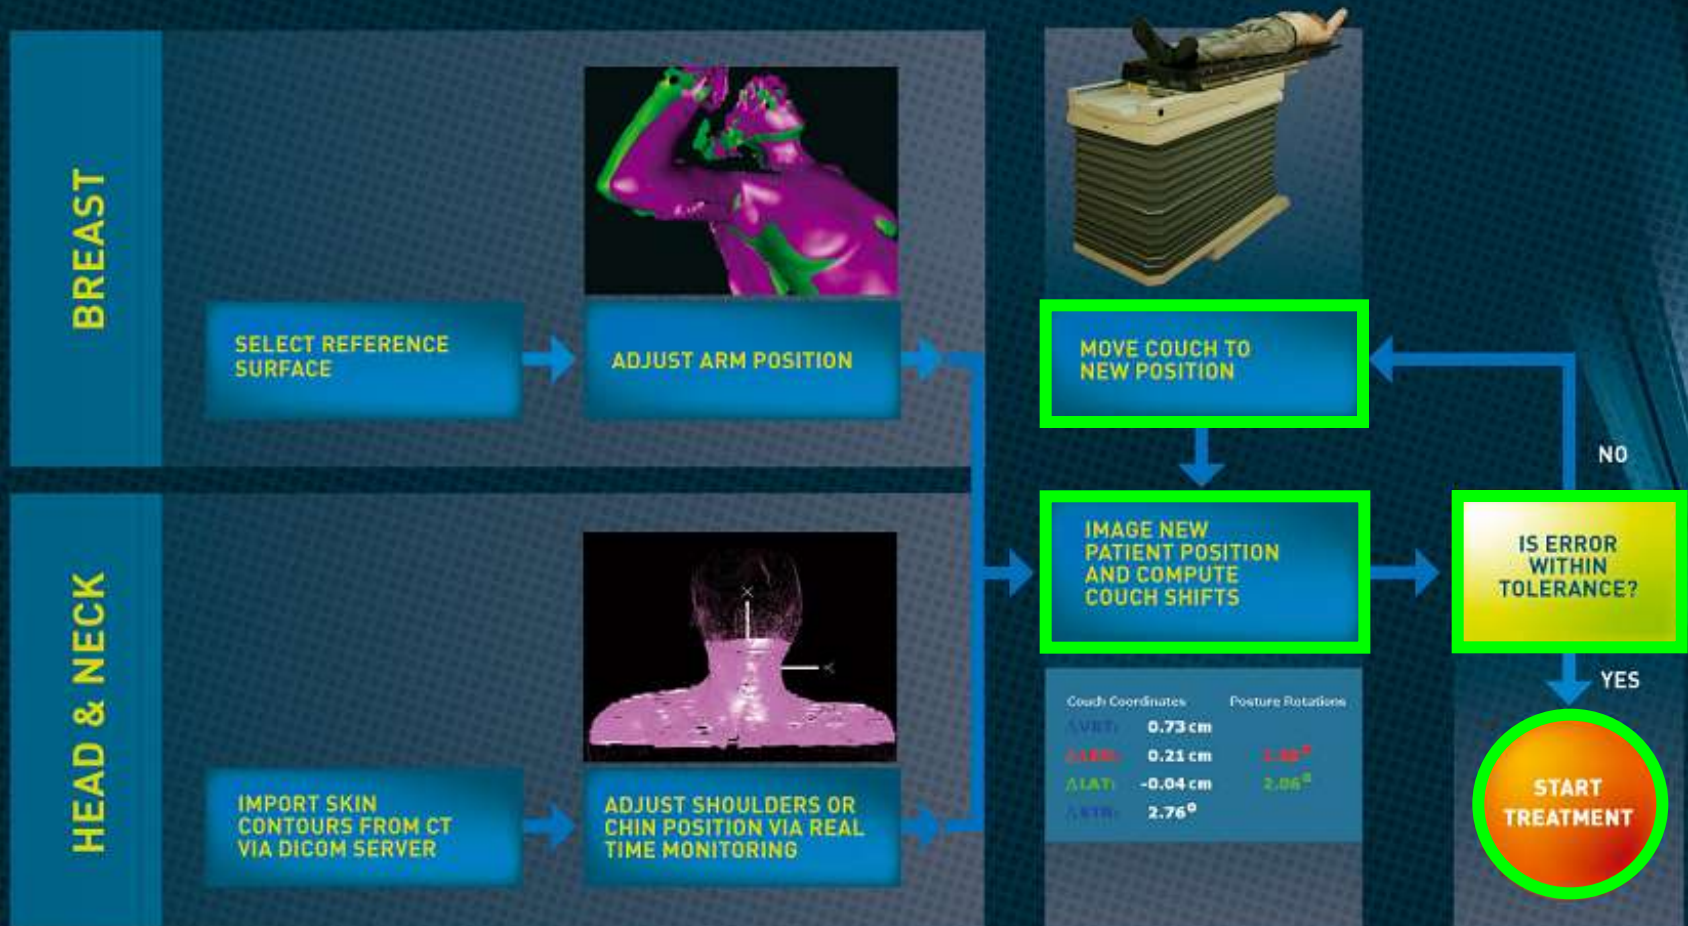 BREAST
SELECT REFERENCE
SURFACE
ADJUST ARM POSITION
MOVE COUCH TO
NEW POSITION
NO
HEAD & NECK
IMPORT SKIN
CONTOURS FROM CT
VIA DICOM SERVER
ADJUST SHOULDERS OR
CHIN POSITION VIA REAL
TIME MONITORING
IMAGE NEW
PATIENT POSITION
AND COMPUTE
COUCH SHIFTS
IS ERROR
WITHIN
TOLERANCE?
YES
START
TREATMENT
Couch Coordinates Posture Rotations
ΔVRT: 0.73 cm
0.21 cm
ΔLAT: -0.04 cm 2.06°
2.76°